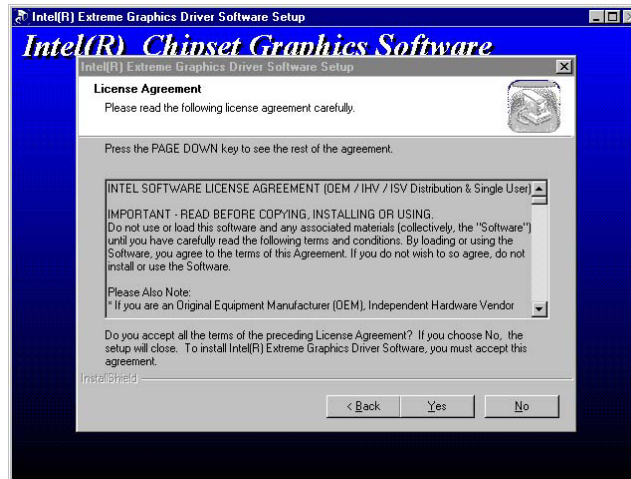 Intel(R) Extreme Graphics Driver Software Setup
Intel(R) Chipset Graphics Software
Intel(R) Extreme Graphics Driver Software Setup
License Agreement
Please read the following license agreement carefully.
Press the PAGE DOWN key to see the rest of the agreement.
INTEL SOFTWARE LICENSE AGREEMENT (OEM / IHV / ISV Distribution & Single User)
IMPORTANT - READ BEFORE COPYING, INSTALLING OR USING.
Do not use or load this software and any associated materials (collectively, the "Software")
until you have carefully read the following terms and conditions. By loading or using the
Software, you agree to the terms of this Agreement. If you do not wish to so agree, do not
install or use the Software.
Please Also Note:
* If you are an Original Equipment Manufacturer (OEM), Independent Hardware Vendor
Do you accept all the terms of the preceding License Agreement? If you choose No, the
setup will close. To install Intel(R) Extreme Graphics Driver Software, you must accept this
agreement.
InstallShield
< Back Yes No